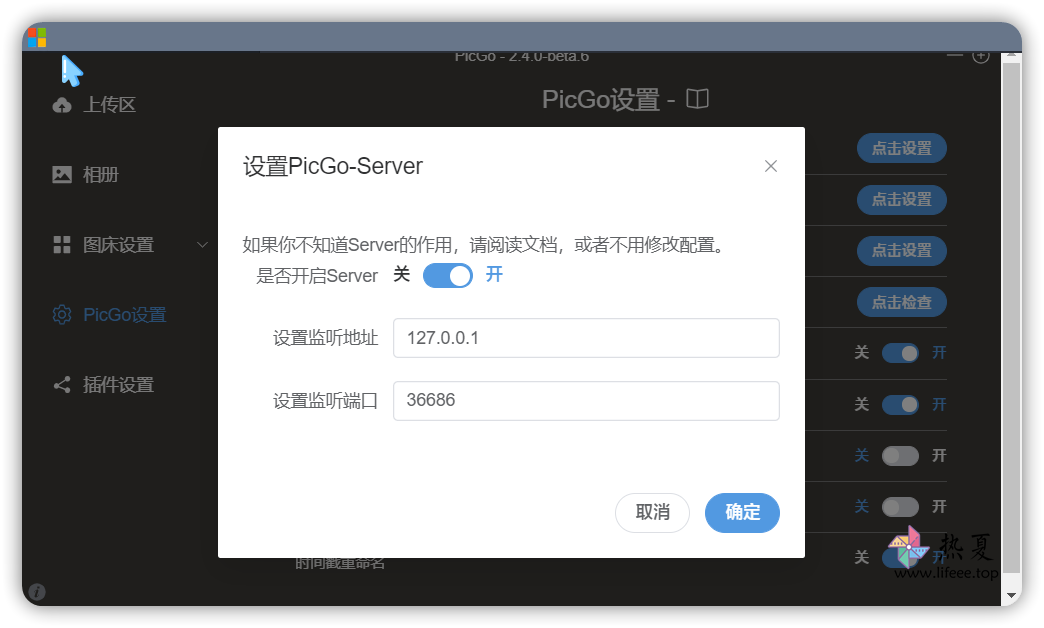 PicGo - 2.4.0-beta.6
上传区
PicGo设置 -
点击设置
相册
点击设置
图床设置
点击设置
PicGo设置
点击检查
插件设置
设置PicGo-Server
如果你不知道Server的作用，请阅读文档，或者不用修改配置。
是否开启Server 关 开
设置监听地址 127.0.0.1
设置监听端口 36686
取消 确定
关 开
关 开
关 开
关 开
时间戳重命名 关 开
热夏
www.lifeee.top